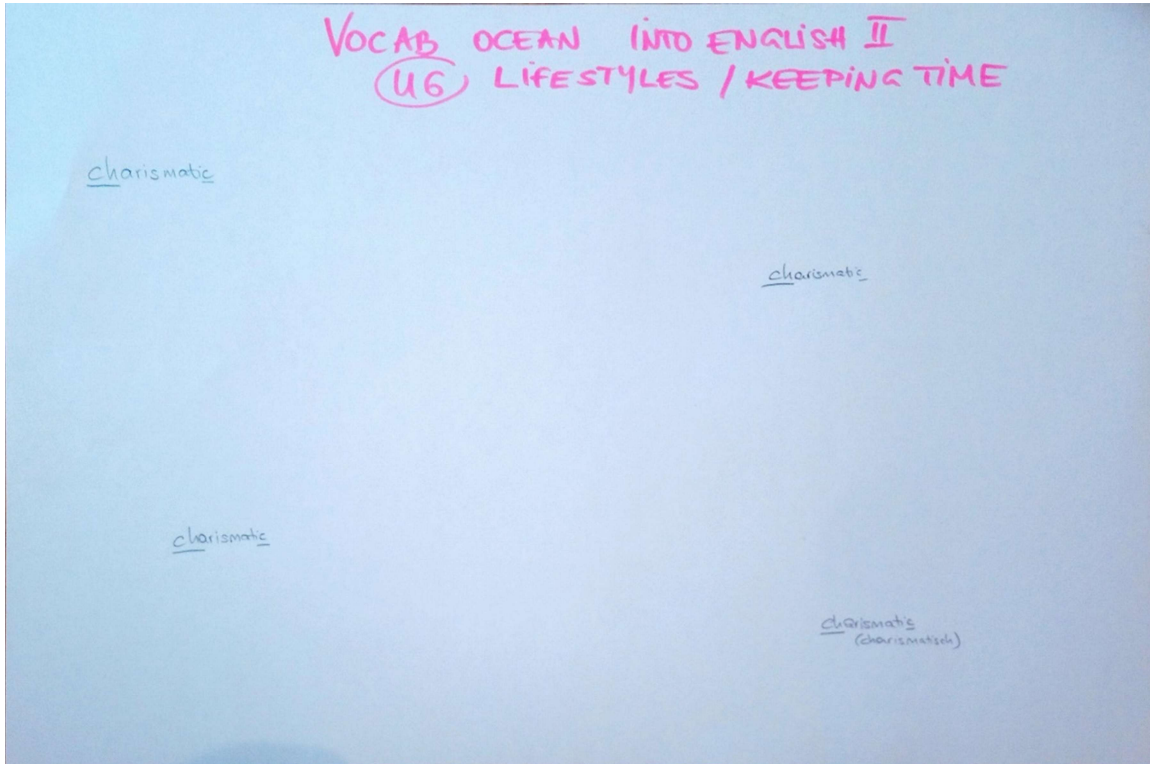 VOCAB OCEAN INTO ENGLISH II
U6 LIFESTYLES / KEEPING TIME
charismatic
charismatic
charismatic
charismatic
(charismatisch)